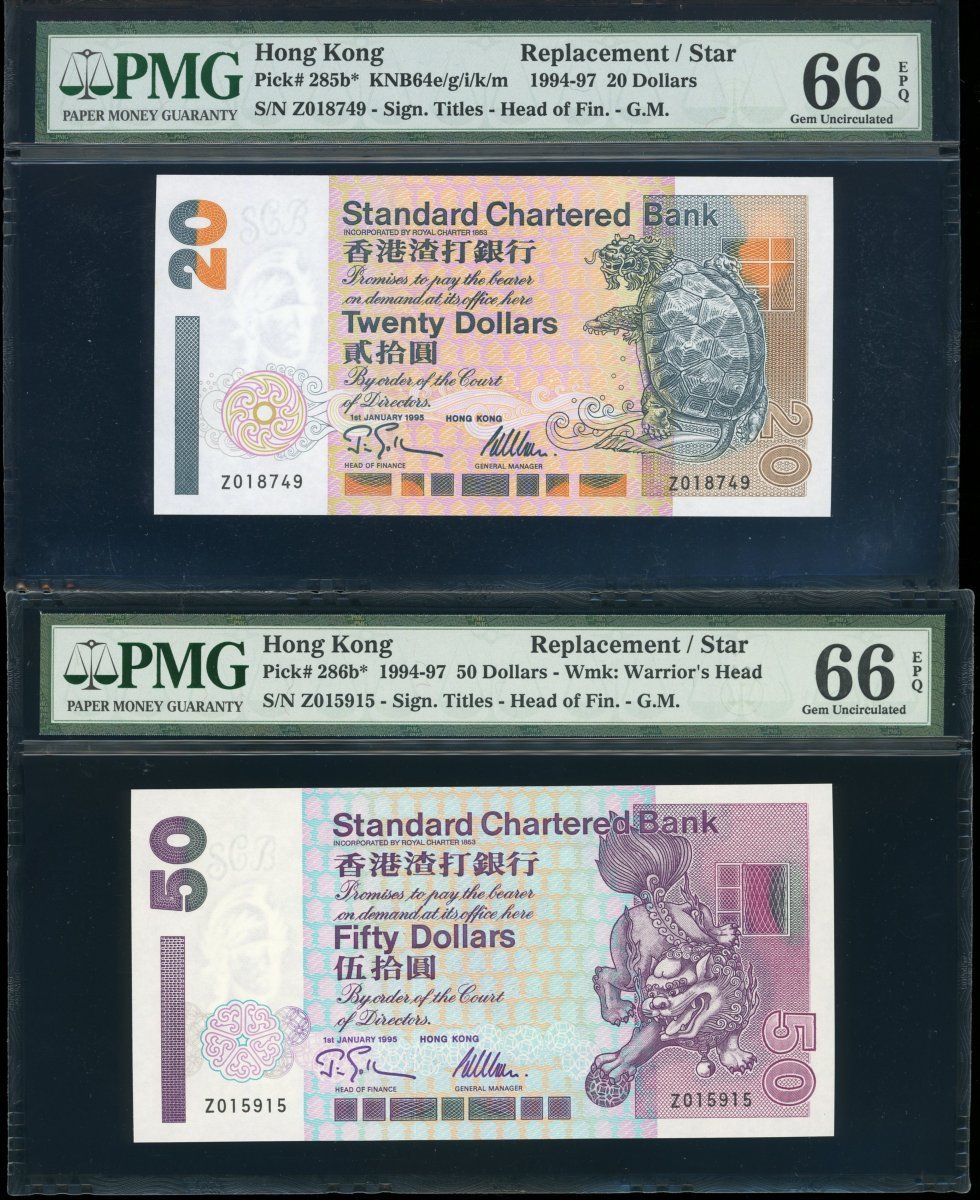 PMG
PAPER MONEY GUARANTY
Hong Kong Replacement / Star
Pick# 285b* KNB64e/g/i/k/m 1994-97 20 Dollars
S/N Z018749 - Sign. Titles - Head of Fin. - G.M.
66 EPQ
Gem Uncirculated
20
SCB
Standard Chartered Bank
INCORPORATED BY ROYAL CHARTER 1853
香港渣打銀行
Promises to pay the bearer
on demand at its office here
Twenty Dollars
貳拾圓
By order of the Court
of Directors.
1st JANUARY 1995 HONG KONG
HEAD OF FINANCE GENERAL MANAGER
20
Z018749 Z018749
PMG
PAPER MONEY GUARANTY
Hong Kong Replacement / Star
Pick# 286b* 1994-97 50 Dollars - Wmk: Warrior's Head
S/N Z015915 - Sign. Titles - Head of Fin. - G.M.
66 EPQ
Gem Uncirculated
50
SCB
Standard Chartered Bank
INCORPORATED BY ROYAL CHARTER 1853
香港渣打銀行
Promises to pay the bearer
on demand at its office here
Fifty Dollars
伍拾圓
By order of the Court
of Directors.
1st JANUARY 1995 HONG KONG
HEAD OF FINANCE GENERAL MANAGER
50
Z015915 Z015915